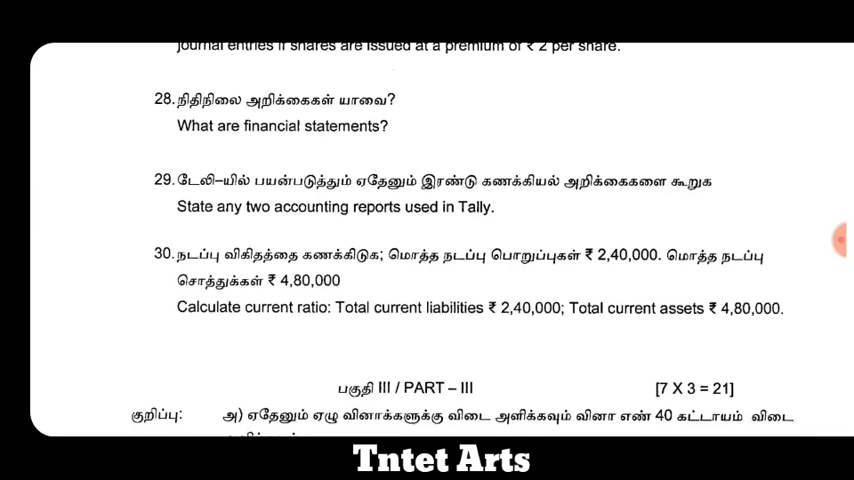 journal entries if shares are issued at a premium of ₹ 2 per share.
28. நிதிநிலை அறிக்கைகள் யாவை?
What are financial statements?
29. டேலி–யில் பயன்படுத்தும் ஏதேனும் இரண்டு கணக்கியல் அறிக்கைகளை கூறுக
State any two accounting reports used in Tally.
30. நடப்பு விகிதத்தை கணக்கிடுக; மொத்த நடப்பு பொறுப்புகள் ₹ 2,40,000. மொத்த நடப்பு
சொத்துக்கள் ₹ 4,80,000
Calculate current ratio: Total current liabilities ₹ 2,40,000; Total current assets ₹ 4,80,000.
பகுதி III / PART – III [7 X 3 = 21]
குறிப்பு: அ) ஏதேனும் ஏழு வினாக்களுக்கு விடை அளிக்கவும் வினா எண் 40 கட்டாயம் விடை
Tntet Arts